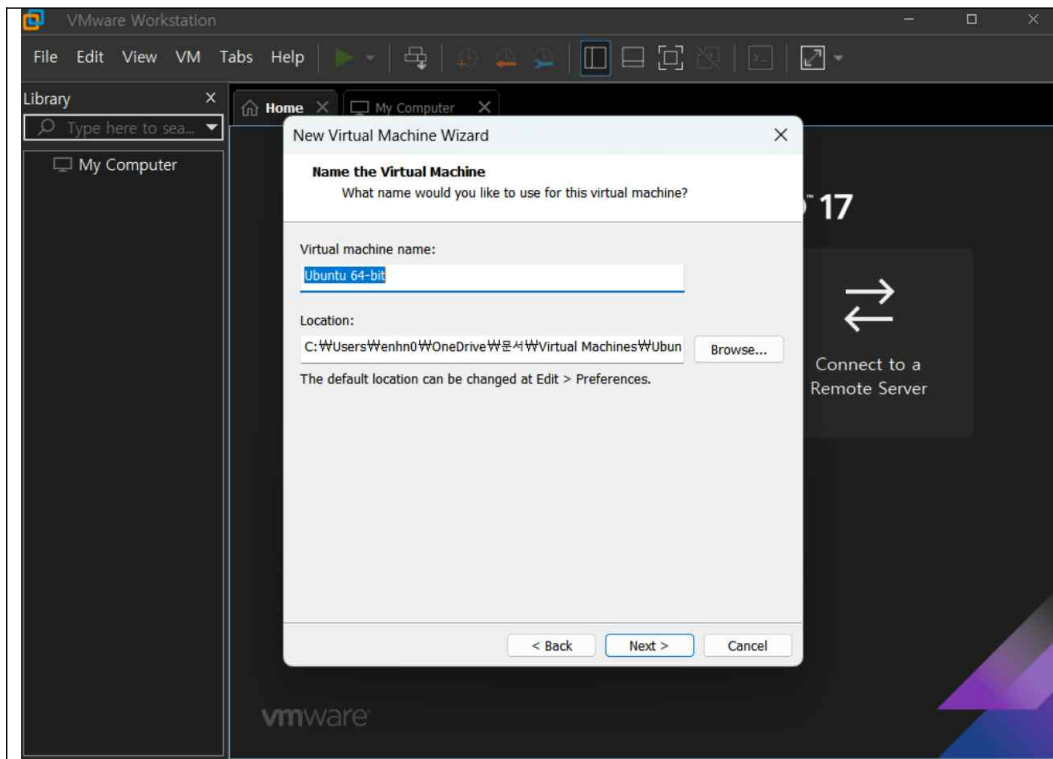 VMware Workstation
File Edit View VM Tabs Help
Library
Type here to sea...
My Computer
Home
My Computer
New Virtual Machine Wizard
Name the Virtual Machine
What name would you like to use for this virtual machine?
Virtual machine name:
Ubuntu 64-bit
Location:
C:₩Users₩enhn0₩OneDrive₩문서₩Virtual Machines₩Ubun
Browse...
The default location can be changed at Edit > Preferences.
< Back
Next >
Cancel
17
Connect to a
Remote Server
vmware